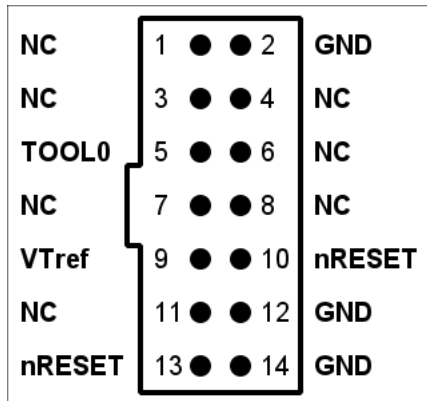 NC 1 2 GND
NC 3 4 NC
TOOL0 5 6 NC
NC 7 8 NC
VTref 9 10 nRESET
NC 11 12 GND
nRESET 13 14 GND